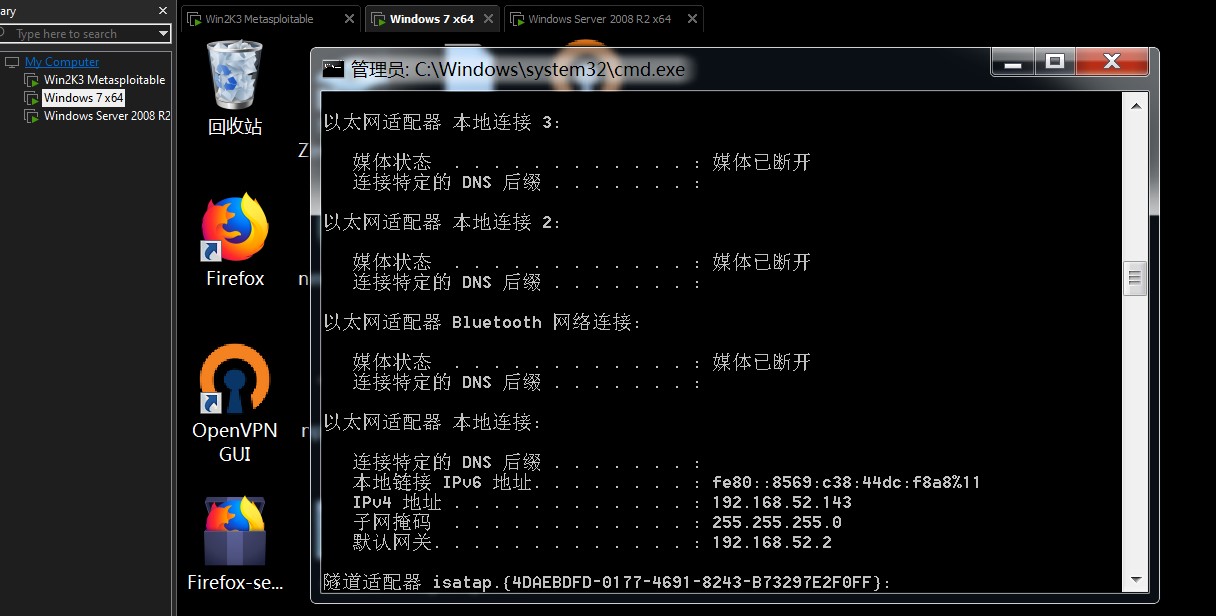 ary
Win2K3 Metasploitable
Windows 7 x64
Windows Server 2008 R2 x64
Type here to search
My Computer
Win2K3 Metasploitable
Windows 7 x64
Windows Server 2008 R2
回收站
Firefox
OpenVPN
GUI
Firefox-se...
Z
n
管理员: C:\Windows\system32\cmd.exe
以太网适配器 本地连接 3:
媒体状态 . . . . . . . . . . . . : 媒体已断开
连接特定的 DNS 后缀 . . . . . . . :
以太网适配器 本地连接 2:
媒体状态 . . . . . . . . . . . . : 媒体已断开
连接特定的 DNS 后缀 . . . . . . . :
以太网适配器 Bluetooth 网络连接:
媒体状态 . . . . . . . . . . . . : 媒体已断开
连接特定的 DNS 后缀 . . . . . . . :
以太网适配器 本地连接:
连接特定的 DNS 后缀 . . . . . . . :
本地链接 IPv6 地址. . . . . . . . : fe80::8569:c38:44dc:f8a8%11
IPv4 地址 . . . . . . . . . . . . : 192.168.52.143
子网掩码 . . . . . . . . . . . . : 255.255.255.0
默认网关. . . . . . . . . . . . . : 192.168.52.2
隧道适配器 isatap.{4DAEBDFD-0177-4691-8243-B73297E2F0FF}: